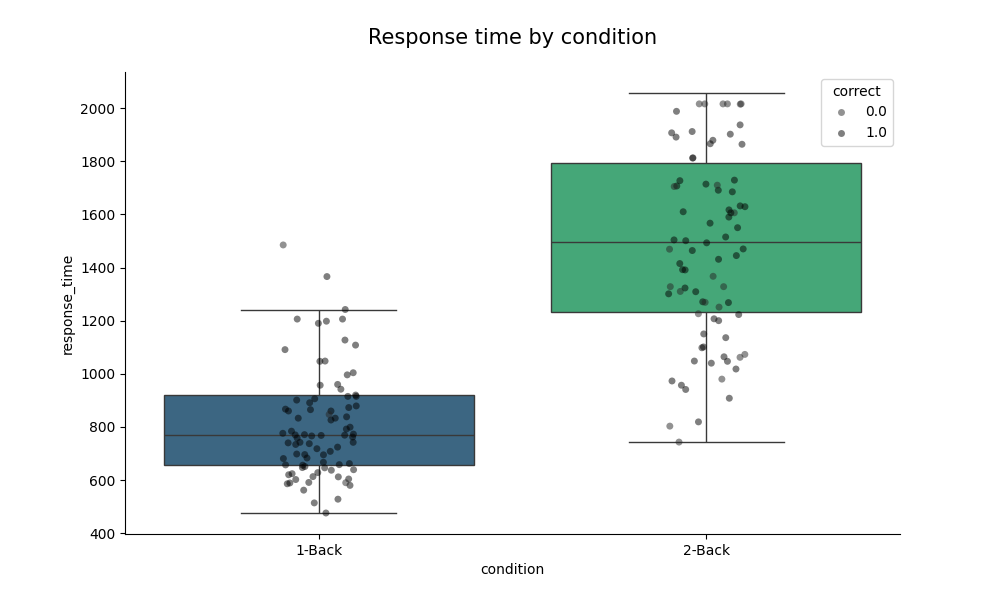 Response time by condition
correct
0.0
1.0
response_time
2000
1800
1600
1400
1200
1000
800
600
400
1-Back
2-Back
condition